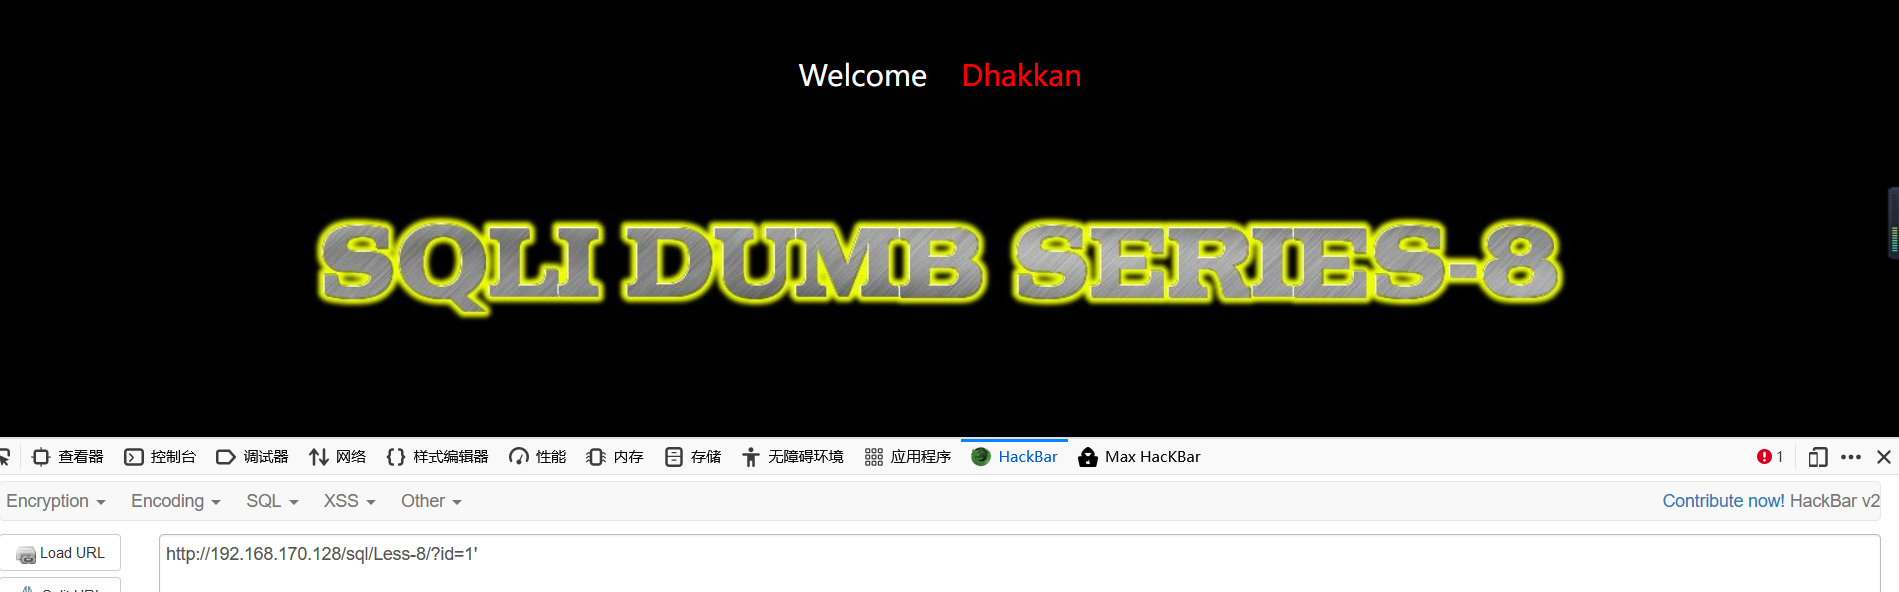 Welcome Dhakkan
SQLI DUMB SERIES-8
查看器 控制台 调试器 网络 样式编辑器 性能 内存 存储 无障碍环境 应用程序 HackBar Max HacKBar 1
Encryption Encoding SQL XSS Other Contribute now! HackBar v2
Load URL http://192.168.170.128/sql/Less-8/?id=1'
Split URL